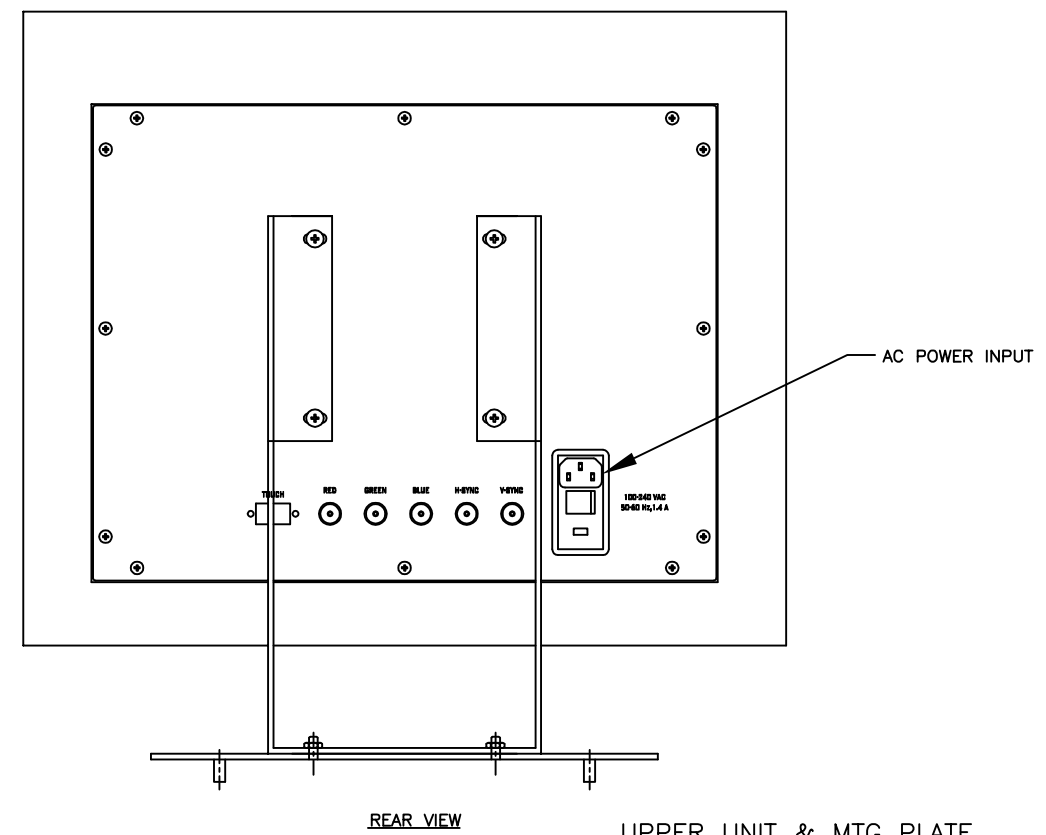 AC POWER INPUT
TOUCH RED GREEN BLUE H-SYNC V-SYNC
100-240 VAC
50-60 Hz,1.4 A
REAR VIEW
UPPER UNIT & MTG PLATE